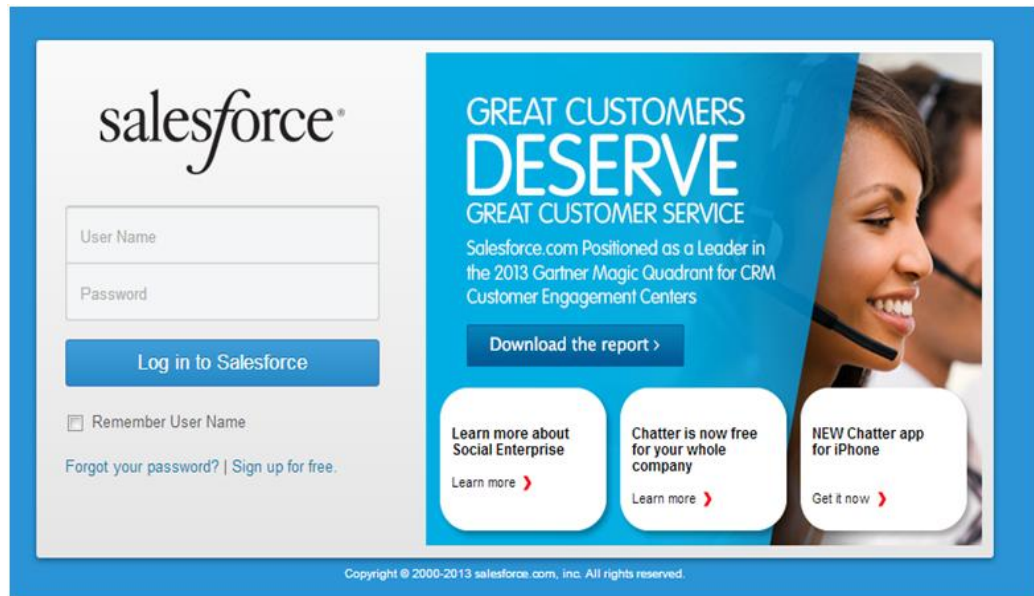 salesforce®
User Name
Password
Log in to Salesforce
Remember User Name
Forgot your password? | Sign up for free.
GREAT CUSTOMERS
DESERVE
GREAT CUSTOMER SERVICE
Salesforce.com Positioned as a Leader in
the 2013 Gartner Magic Quadrant for CRM
Customer Engagement Centers
Download the report ›
Learn more about
Social Enterprise
Learn more ❯
Chatter is now free
for your whole
company
Learn more ❯
NEW Chatter app
for iPhone
Get it now ❯
Copyright © 2000-2013 salesforce.com, inc. All rights reserved.